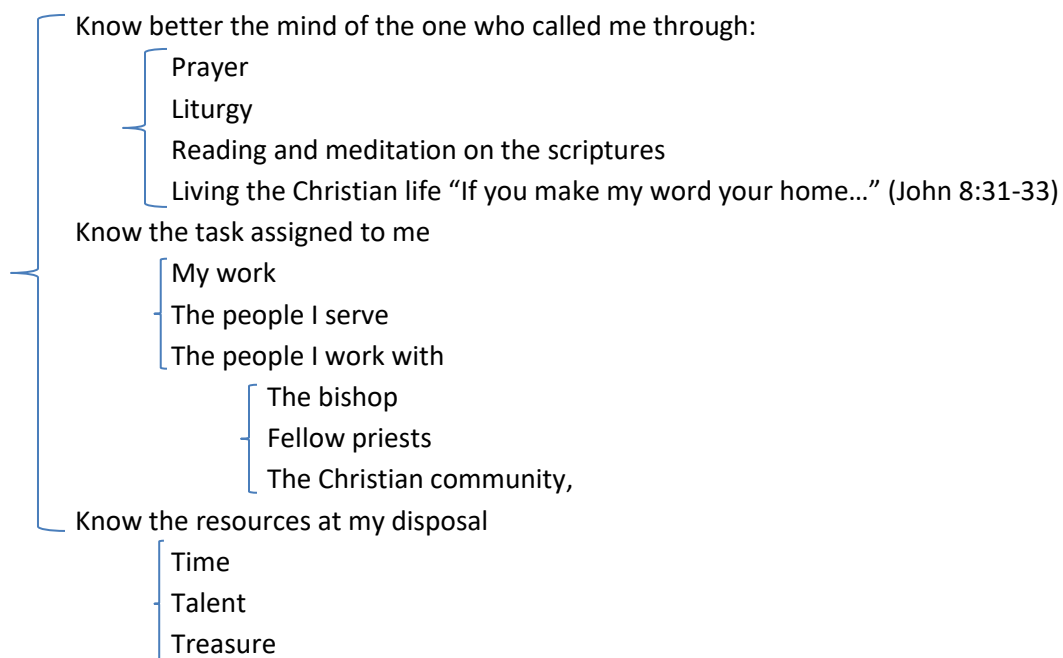 Know better the mind of the one who called me through:
Prayer
Liturgy
Reading and meditation on the scriptures
Living the Christian life “If you make my word your home…” (John 8:31-33)
Know the task assigned to me
My work
The people I serve
The people I work with
The bishop
Fellow priests
The Christian community,
Know the resources at my disposal
Time
Talent
Treasure